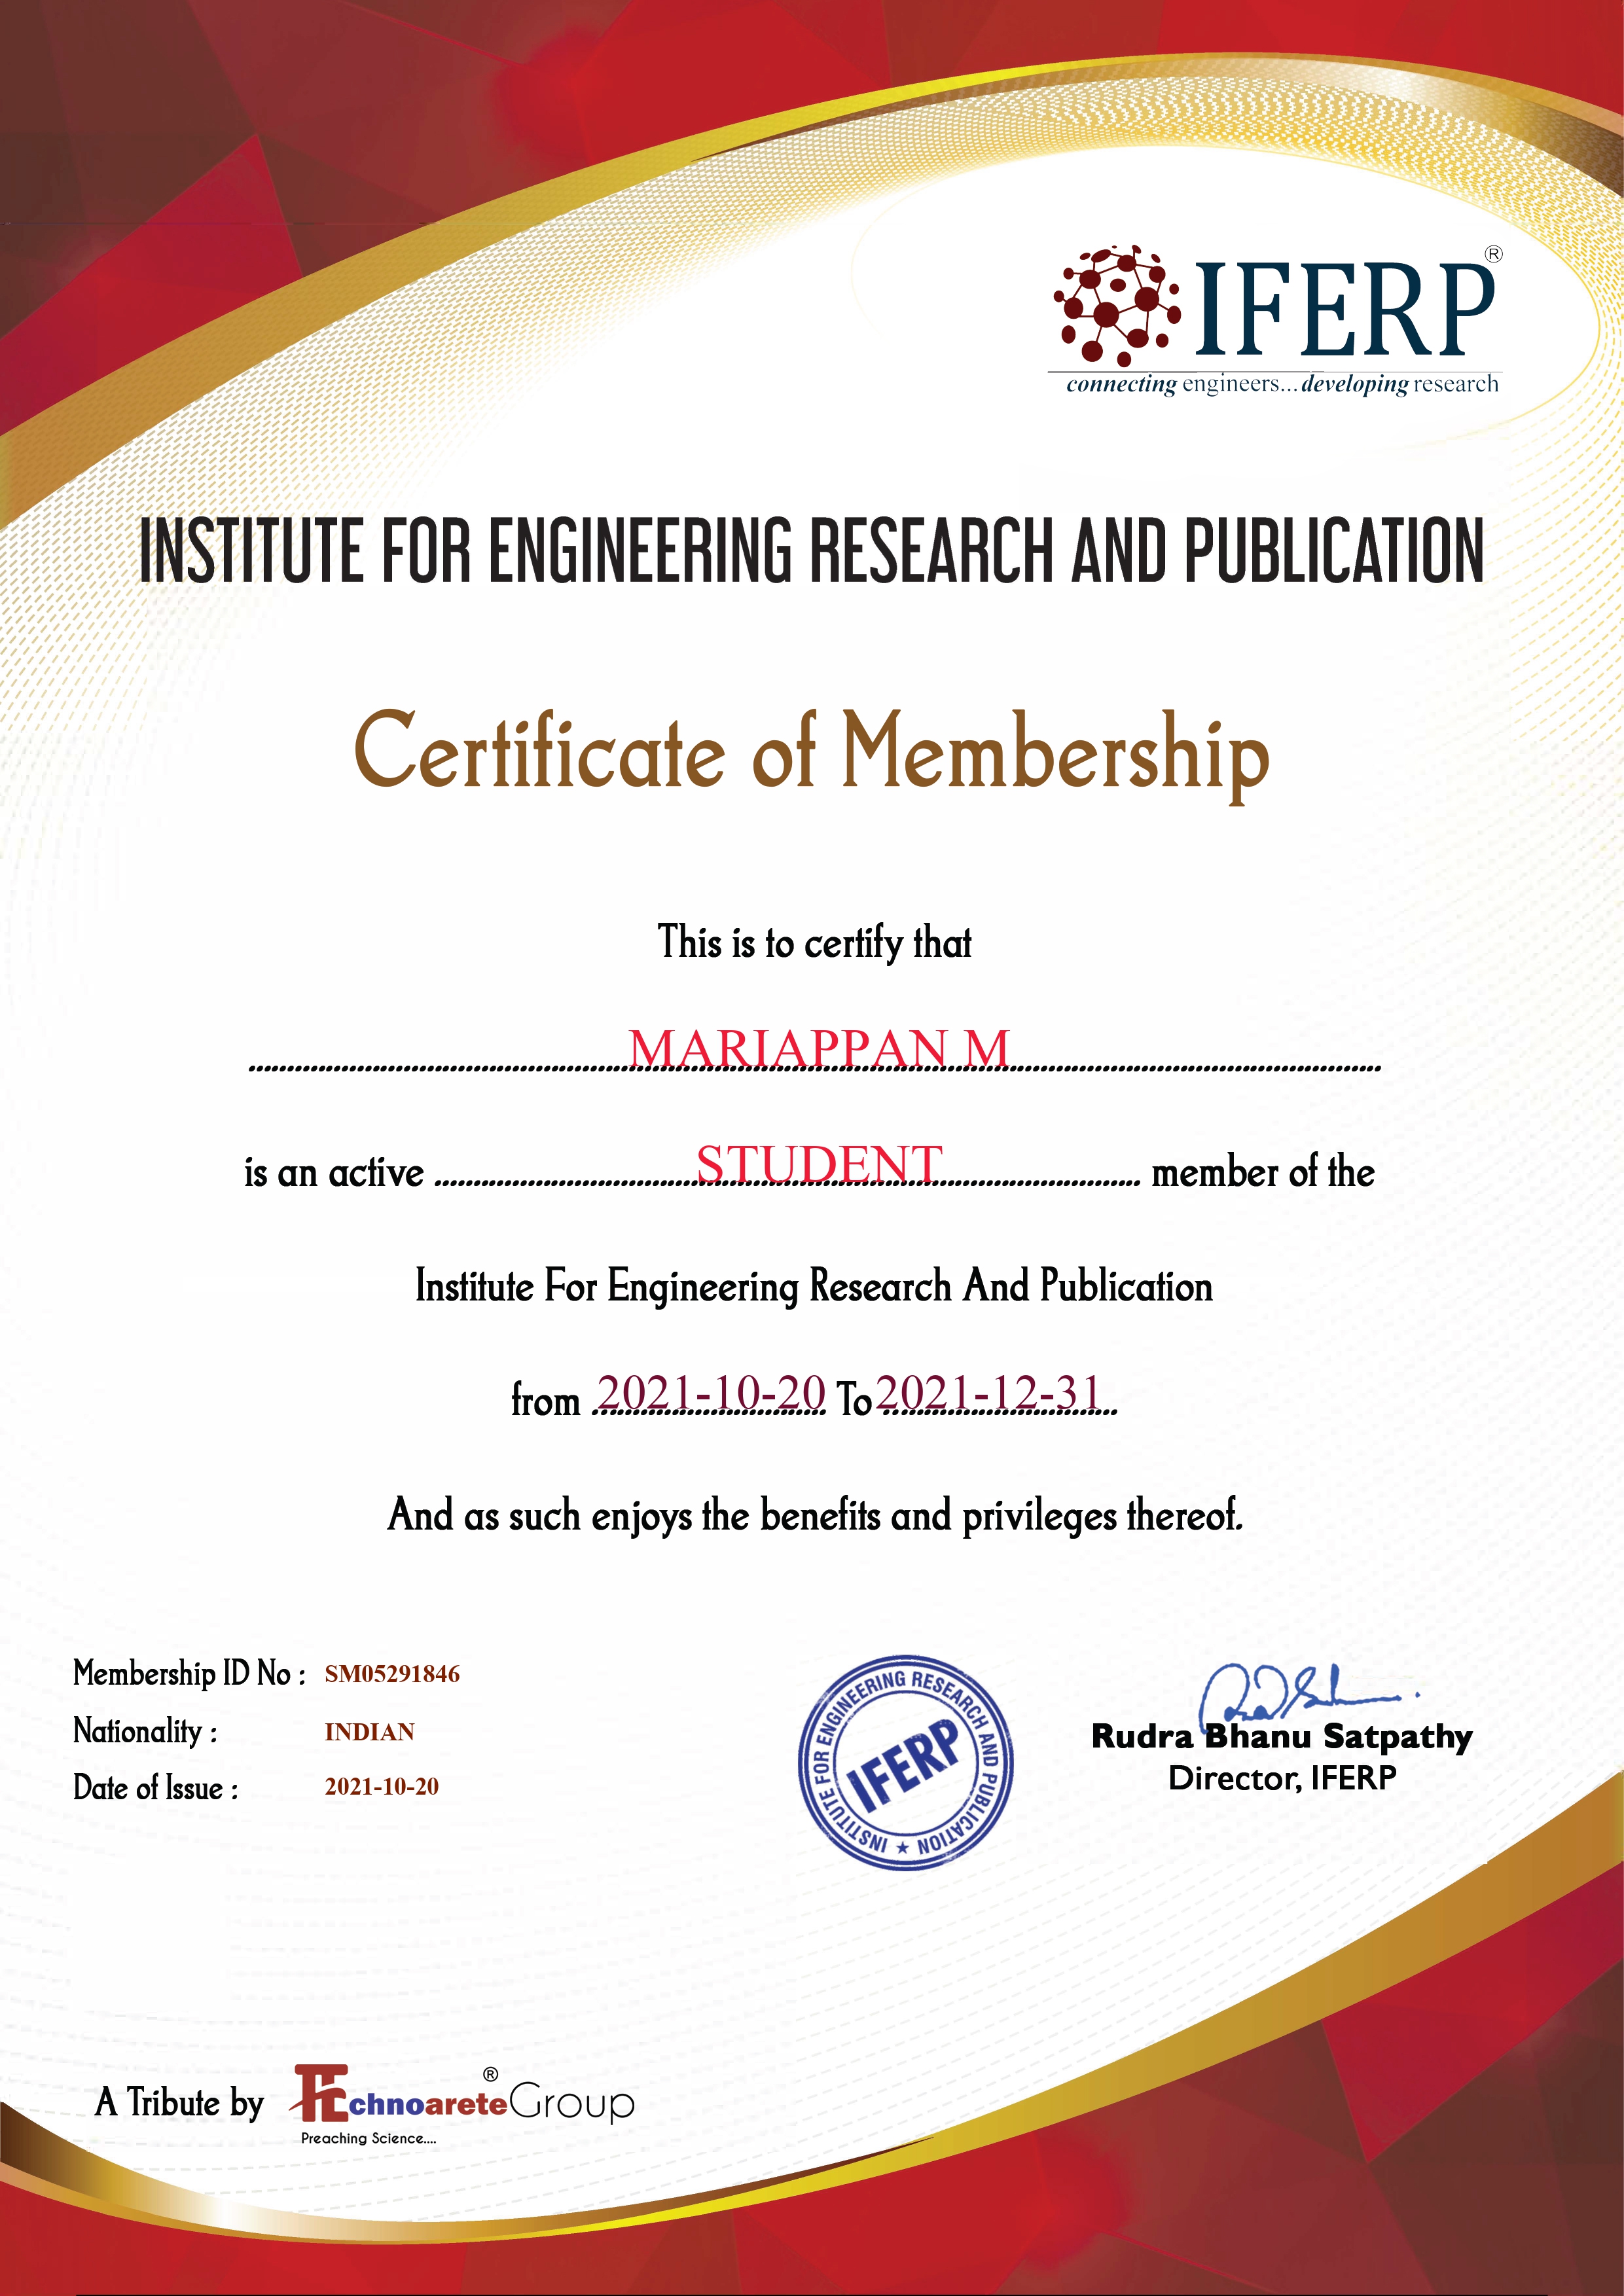 IFERP®
connecting engineers...developing research
INSTITUTE FOR ENGINEERING RESEARCH AND PUBLICATION
Certificate of Membership
This is to certify that
MARIAPPAN M
is an active STUDENT member of the
Institute For Engineering Research And Publication
from 2021-10-20 To 2021-12-31
And as such enjoys the benefits and privileges thereof.
Membership ID No : SM05291846
Nationality : INDIAN
Date of Issue : 2021-10-20
INSTITUTE FOR ENGINEERING RESEARCH AND PUBLICATION ★
IFERP
Rudra Bhanu Satpathy
Director, IFERP
A Tribute by TEchnoarete® Group
Preaching Science....